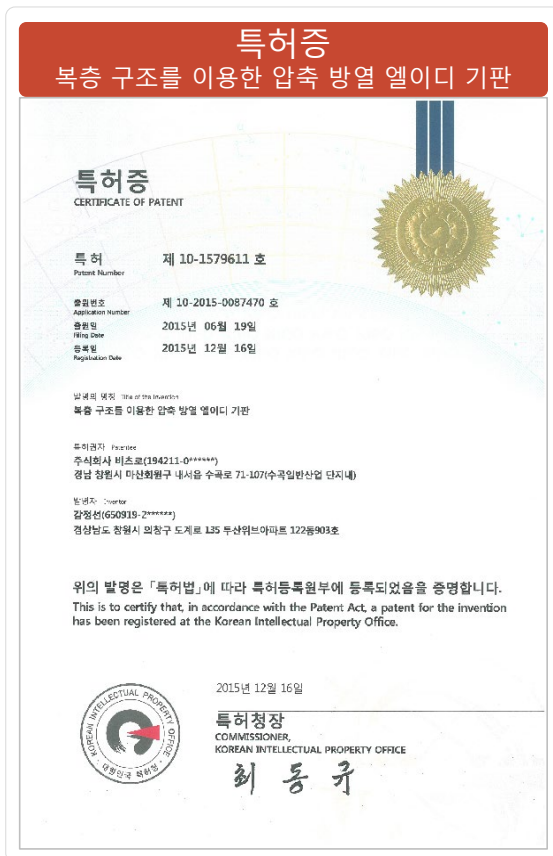 특허증
복층 구조를 이용한 압축 방열 엘이디 기판
특허증
CERTIFICATE OF PATENT
특 허 제 10-1579611 호
Patent Number
출원번호 제 10-2015-0087470 호
Application Number
출원일 2015년 06월 19일
Filing Date
등록일 2015년 12월 16일
Registration Date
발명의 명칭 Title of the Invention
복층 구조를 이용한 압축 방열 엘이디 기판
특허권자 Patentee
주식회사 비츠로(194211-0******)
경남 창원시 마산회원구 내서읍 수곡로 71-107(수곡일반산업 단지내)
발명자 Inventor
감정선(650919-2******)
경상남도 창원시 의창구 도계로 135 두산위브아파트 122동903호
위의 발명은 「특허법」에 따라 특허등록원부에 등록되었음을 증명합니다.
This is to certify that, in accordance with the Patent Act, a patent for the invention
has been registered at the Korean Intellectual Property Office.
2015년 12월 16일
특허청장
COMMISSIONER,
KOREAN INTELLECTUAL PROPERTY OFFICE
최동규
KOREAN INTELLECTUAL PROPERTY OFFICE
대한민국 특허청